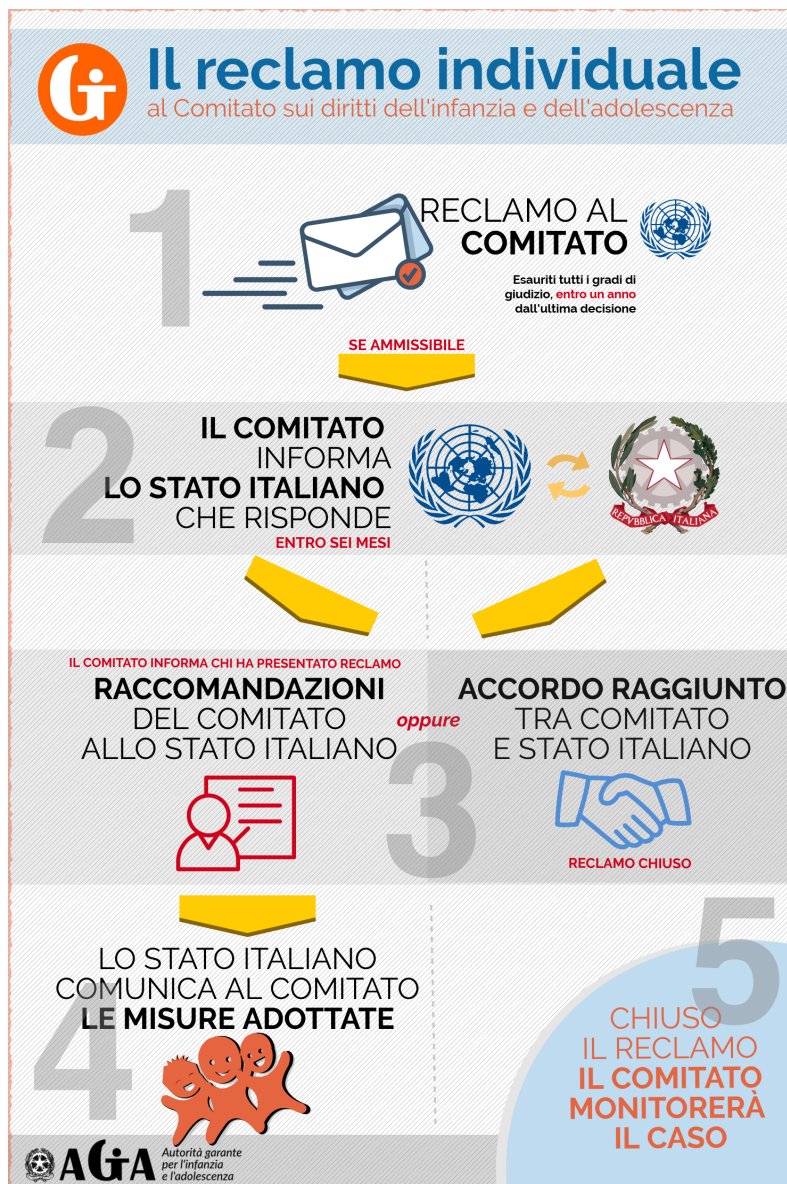 Il reclamo individuale
al Comitato sui diritti dell'infanzia e dell'adolescenza
1
RECLAMO AL
COMITATO
Esauriti tutti i gradi di
giudizio, entro un anno
dall'ultima decisione
SE AMMISSIBILE
2
IL COMITATO
INFORMA
LO STATO ITALIANO
CHE RISPONDE
ENTRO SEI MESI
REPVBBLICA ITALIANA
IL COMITATO INFORMA CHI HA PRESENTATO RECLAMO
RACCOMANDAZIONI
DEL COMITATO
ALLO STATO ITALIANO
oppure
3
ACCORDO RAGGIUNTO
TRA COMITATO
E STATO ITALIANO
RECLAMO CHIUSO
4
LO STATO ITALIANO
COMUNICA AL COMITATO
LE MISURE ADOTTATE
5
CHIUSO
IL RECLAMO
IL COMITATO
MONITORERÀ
IL CASO
AGIA
Autorità garante
per l'infanzia
e l'adolescenza